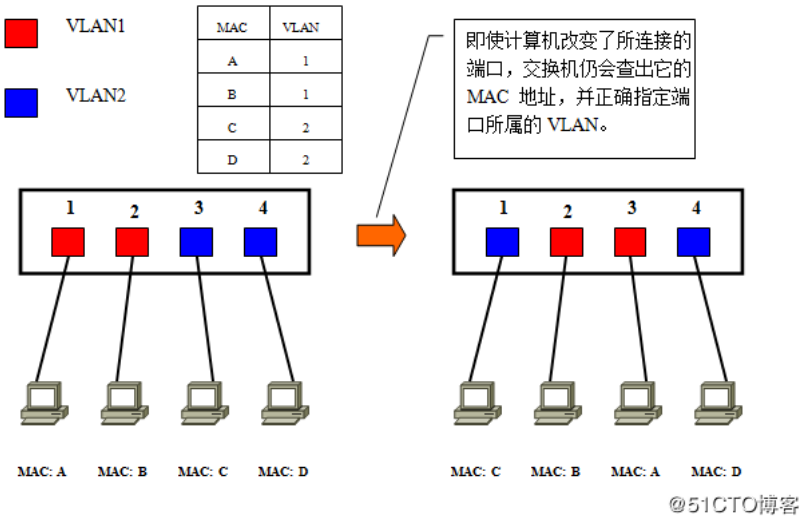 VLAN1
VLAN2
MAC VLAN
A 1
B 1
C 2
D 2
即使计算机改变了所连接的
端口，交换机仍会查出它的
MAC 地址，并正确指定端
口所属的 VLAN。
1 2 3 4
1 2 3 4
MAC: A MAC: B MAC: C MAC: D
MAC: C MAC: B MAC: A MAC: D
@51CTO博客